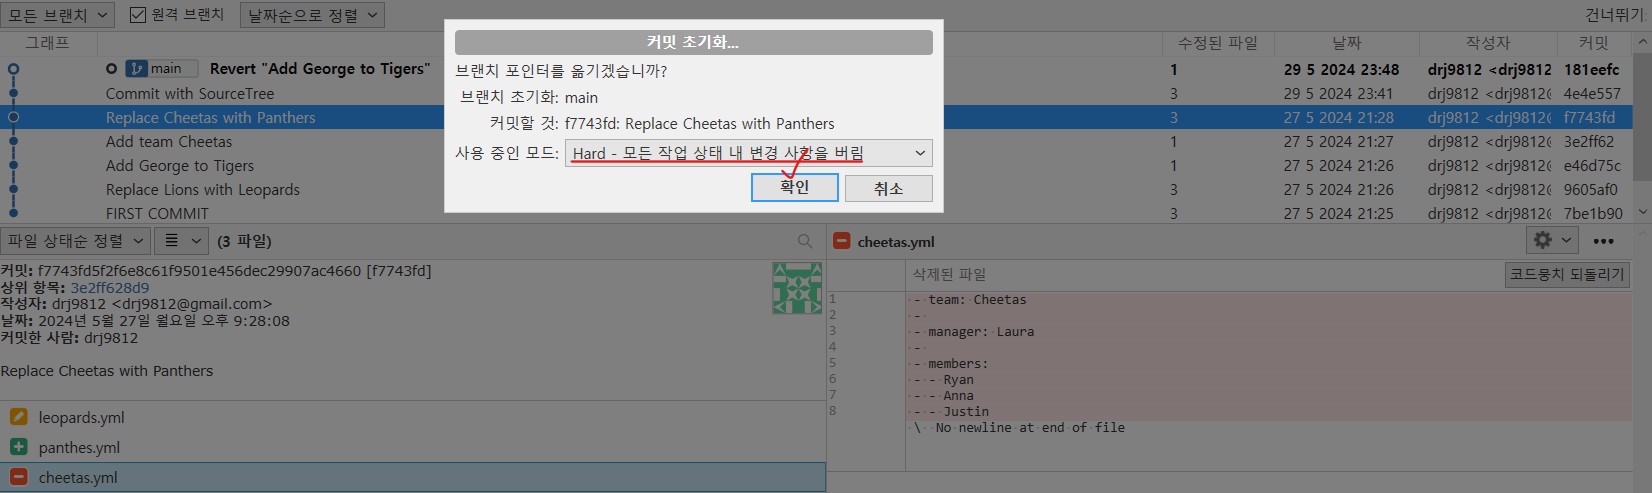 모든 브랜치 원격 브랜치 날짜순으로 정렬 건너뛰기:
그래프 수정된 파일 날짜 작성자 커밋
main Revert "Add George to Tigers" 1 29 5 2024 23:48 drj9812 <drj9812 181eefc
Commit with SourceTree 3 29 5 2024 23:41 drj9812 <drj9812@ 4e4e557
Replace Cheetas with Panthers 3 27 5 2024 21:28 drj9812 <drj9812@ f7743fd
Add team Cheetas 1 27 5 2024 21:27 drj9812 <drj9812@ 3e2ff62
Add George to Tigers 1 27 5 2024 21:26 drj9812 <drj9812@ e46d75c
Replace Lions with Leopards 3 27 5 2024 21:26 drj9812 <drj9812@ 9605af0
FIRST COMMIT 3 27 5 2024 21:25 drj9812 <drj9812@ 7be1b90
커밋 초기화...
브랜치 포인터를 옮기겠습니까?
브랜치 초기화: main
커밋할 것: f7743fd: Replace Cheetas with Panthers
사용 중인 모드: Hard - 모든 작업 상태 내 변경 사항을 버림
확인 취소
파일 상태순 정렬 (3 파일)
커밋: f7743fd5f2f6e8c61f9501e456dec29907ac4660 [f7743fd]
상위 항목: 3e2ff628d9
작성자: drj9812 <drj9812@gmail.com>
날짜: 2024년 5월 27일 월요일 오후 9:28:08
커밋한 사람: drj9812
Replace Cheetas with Panthers
leopards.yml
panthes.yml
cheetas.yml
cheetas.yml
삭제된 파일 코드뭉치 되돌리기
1 - team: Cheetas
2 -
3 - manager: Laura
4 -
5 - members:
6 - - Ryan
7 - - Anna
8 - - Justin
\ No newline at end of file